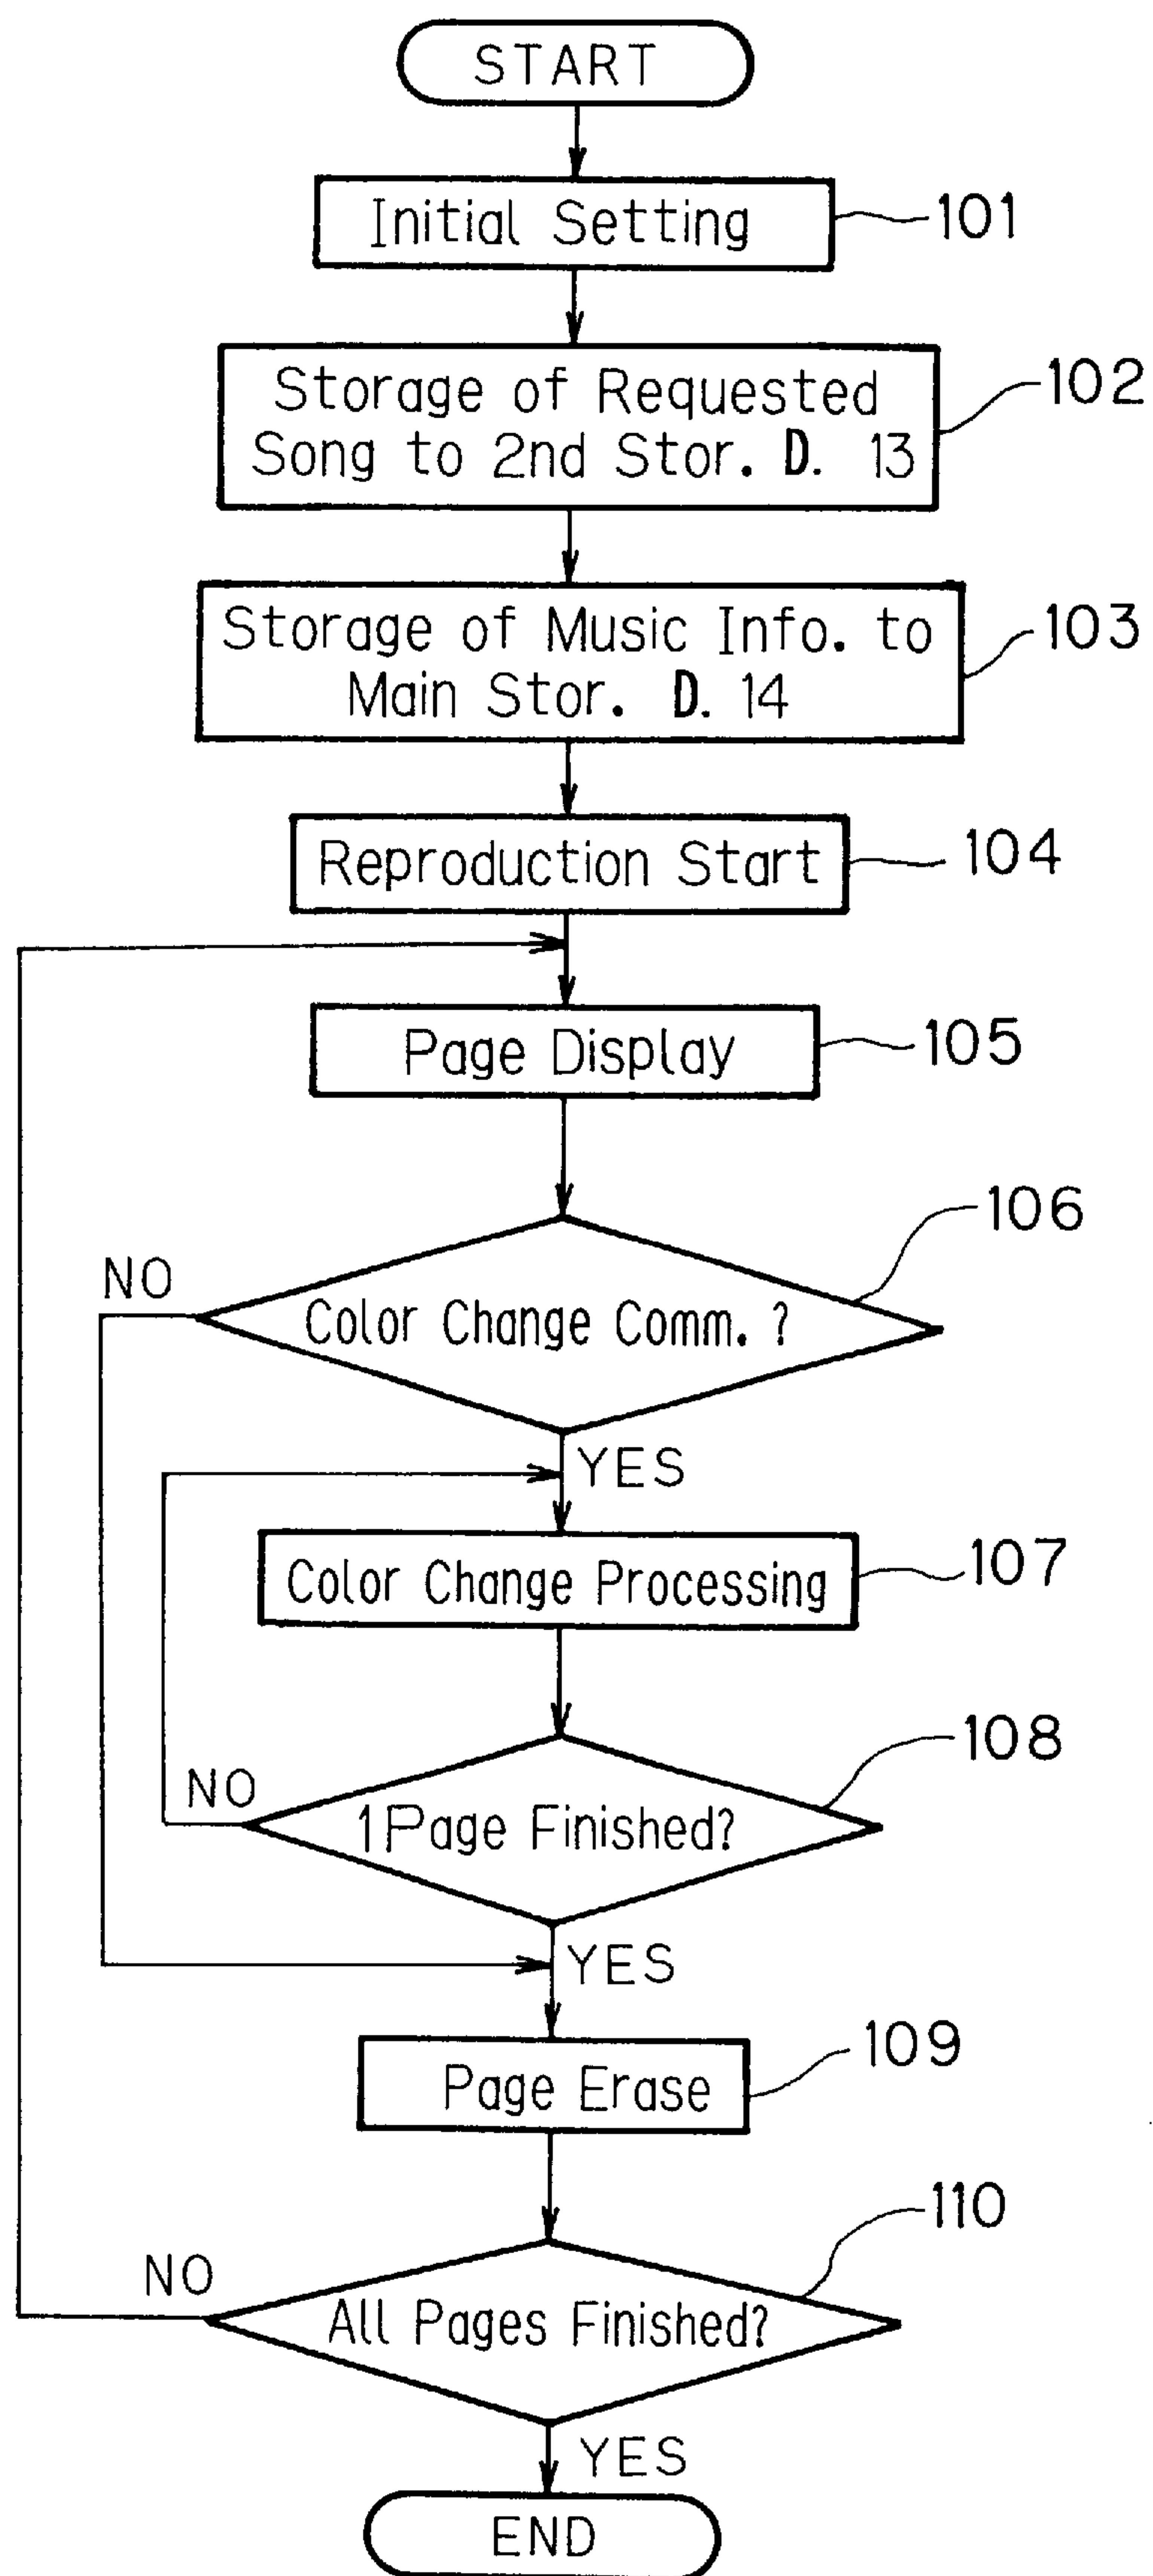 START
Initial Setting
101
Storage of Requested
Song to 2nd Stor. D. 13
102
Storage of Music Info. to
Main Stor. D. 14
103
Reproduction Start
104
Page Display
105
106
NO
Color Change Comm. ?
YES
Color Change Processing
107
108
NO
1 Page Finished?
YES
Page Erase
109
110
NO
All Pages Finished?
YES
END